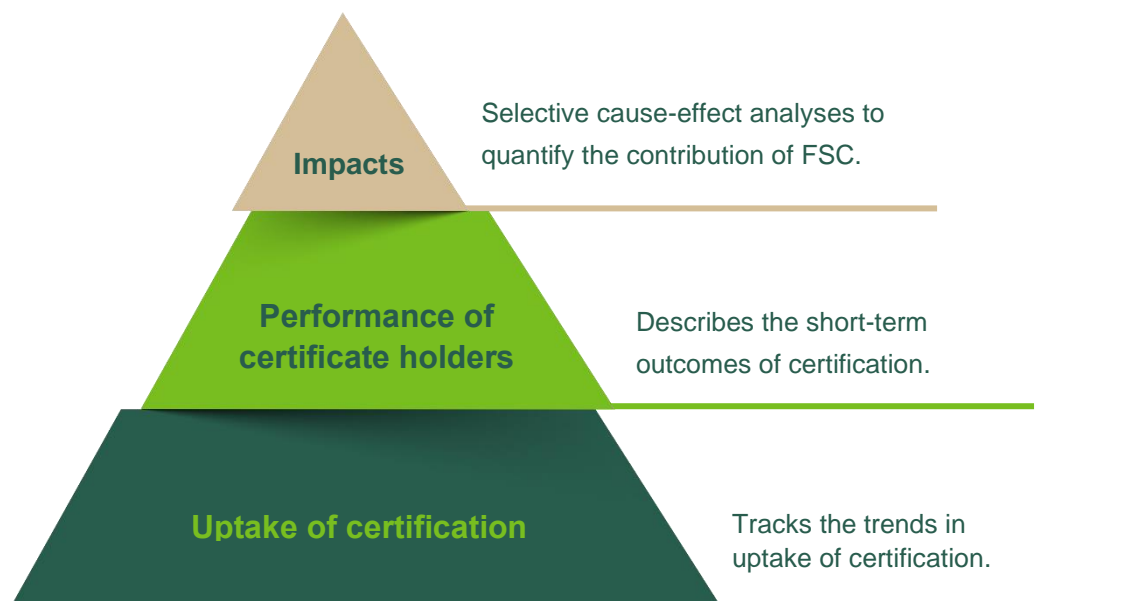 Impacts
Selective cause-effect analyses to
quantify the contribution of FSC.
Performance of
certificate holders
Describes the short-term
outcomes of certification.
Uptake of certification
Tracks the trends in
uptake of certification.